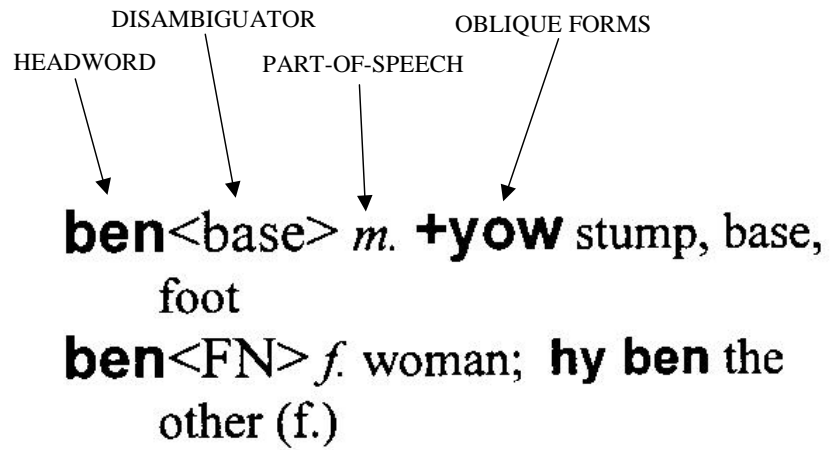 DISAMBIGUATOR OBLIQUE FORMS
HEADWORD PART-OF-SPEECH
ben<base> m. +yow stump, base,
foot
ben<FN> f. woman; hy ben the
other (f.)